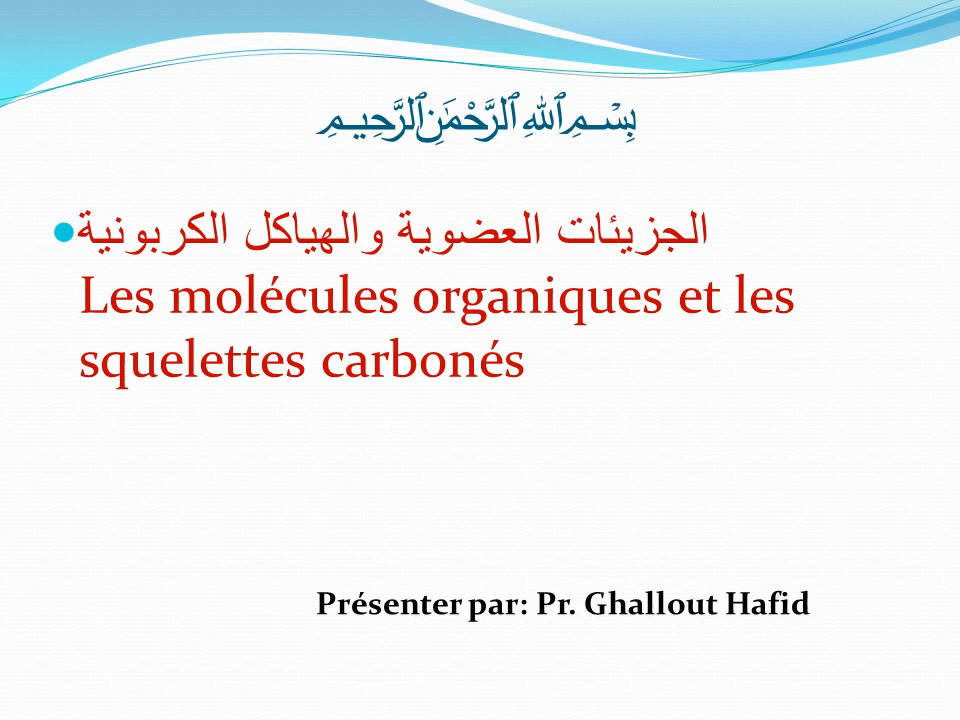 بِسْمِ ٱللَّهِ ٱلرَّحْمَٰنِ ٱلرَّحِيمِ
الجزيئات العضوية والهياكل الكربونية
Les molécules organiques et les
squelettes carbonés
Présenter par: Pr. Ghallout Hafid